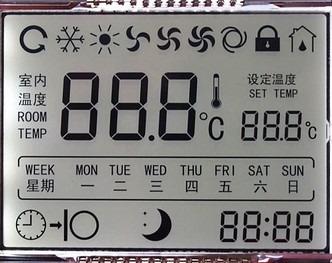 室内
温度
ROOM
TEMP
88.8°C
设定温度
SET TEMP
88.8°C
WEEK MON TUE WED THU FRI SAT SUN
星期 一 二 三 四 五 六 日
88:88